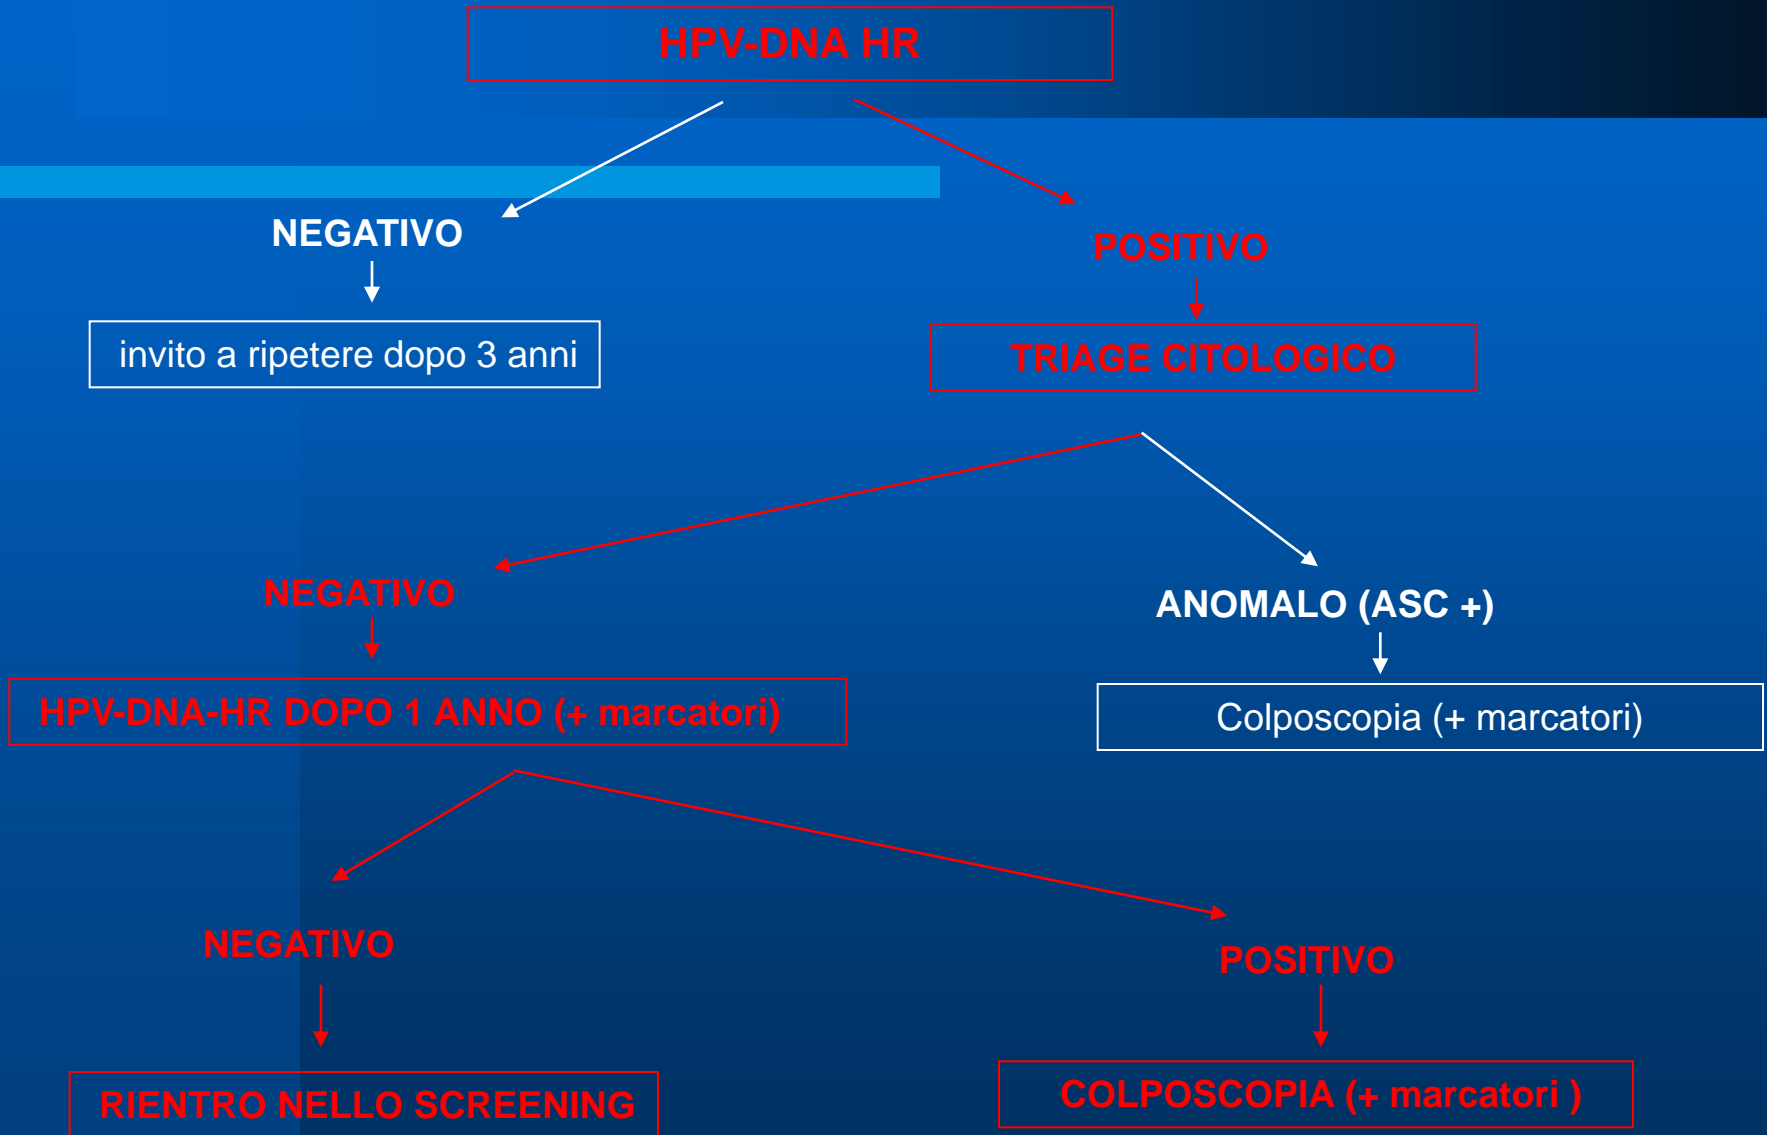 HPV-DNA HR
NEGATIVO
POSITIVO
invito a ripetere dopo 3 anni
TRIAGE CITOLOGICO
NEGATIVO
ANOMALO (ASC +)
HPV-DNA-HR DOPO 1 ANNO (+ marcatori)
Colposcopia (+ marcatori)
NEGATIVO
POSITIVO
RIENTRO NELLO SCREENING
COLPOSCOPIA (+ marcatori )